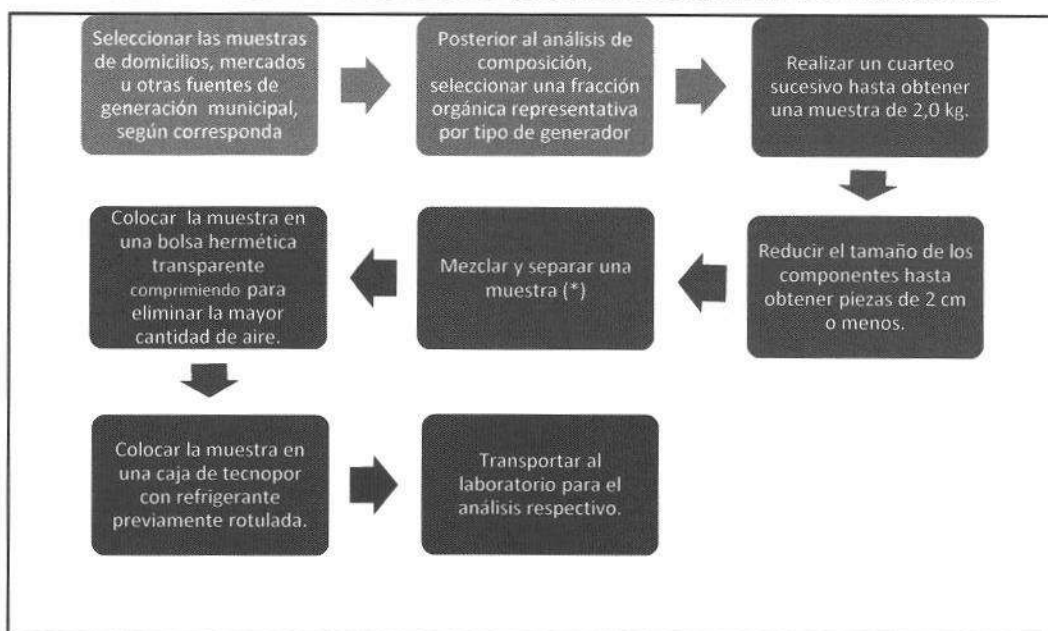 Seleccionar las muestras
de domicilios, mercados
u otras fuentes de
generación municipal,
según corresponda
Posterior al análisis de
composición,
seleccionar una fracción
orgánica representativa
por tipo de generador
Realizar un cuarteo
sucesivo hasta obtener
una muestra de 2,0 kg.
Reducir el tamaño de los
componentes hasta
obtener piezas de 2 cm
o menos.
Mezclar y separar una
muestra (*)
Colocar la muestra en
una bolsa hermética
transparente
comprimiendo para
eliminar la mayor
cantidad de aire.
Colocar la muestra en
una caja de tecnopor
con refrigerante
previamente rotulada.
Transportar al
laboratorio para el
análisis respectivo.